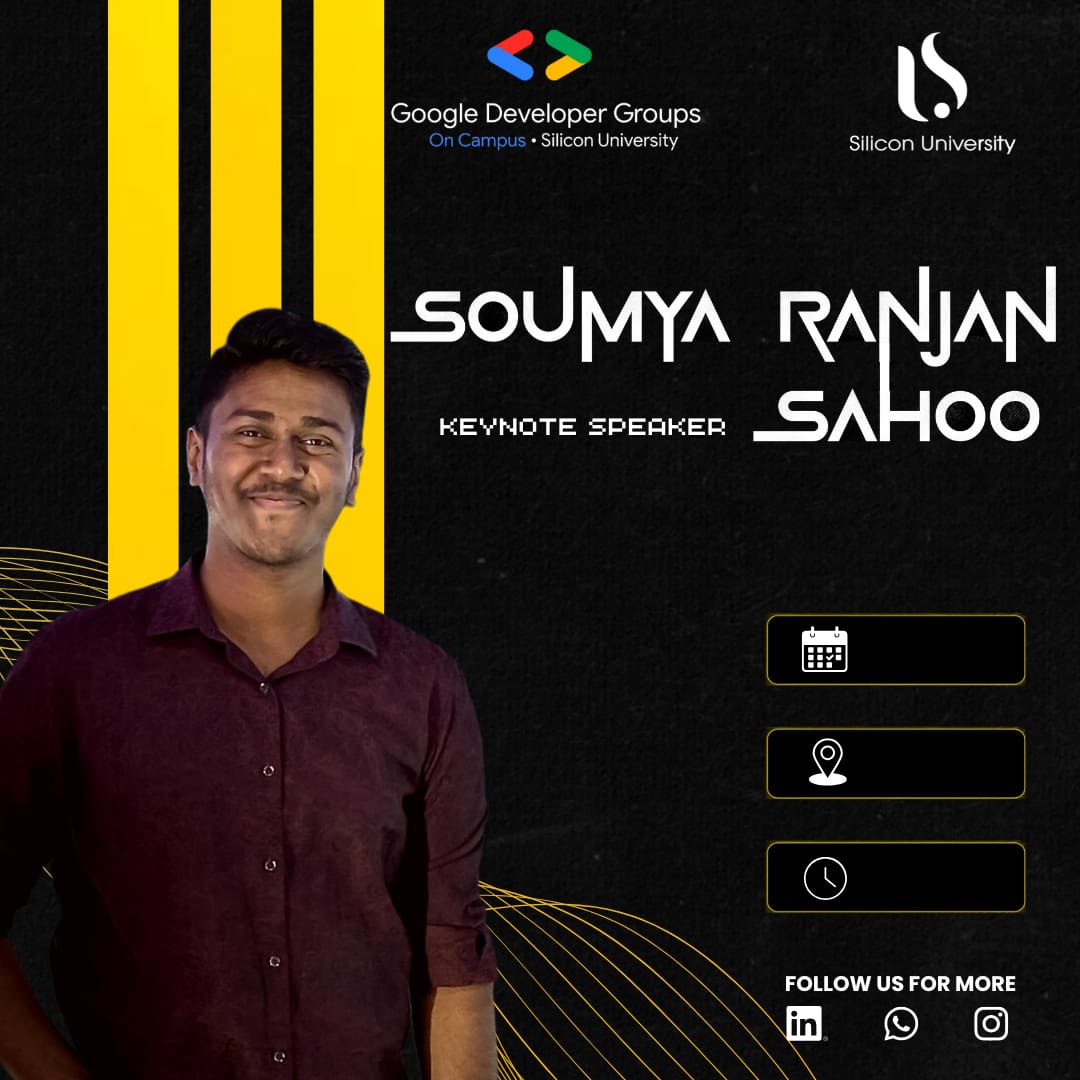 Google Developer Groups
On Campus • Silicon University
Silicon University
SOUMYA RANJAN
SAHOO
KEYNOTE SPEAKER
FOLLOW US FOR MORE
in